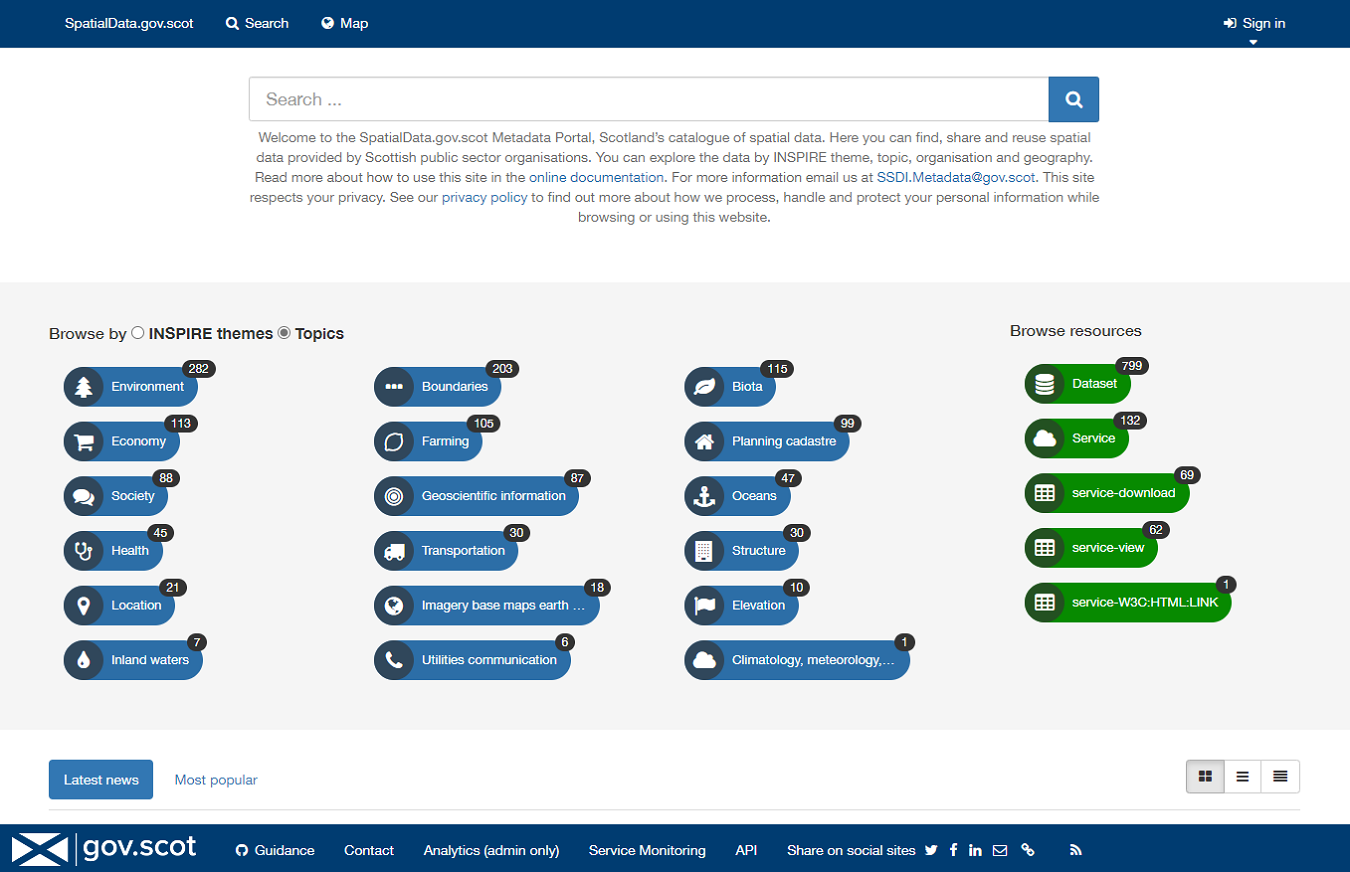 SpatialData.gov.scot Search Map Sign in
Search ...
Welcome to the SpatialData.gov.scot Metadata Portal, Scotland's catalogue of spatial data. Here you can find, share and reuse spatial
data provided by Scottish public sector organisations. You can explore the data by INSPIRE theme, topic, organisation and geography.
Read more about how to use this site in the online documentation. For more information email us at SSDI.Metadata@gov.scot. This site
respects your privacy. See our privacy policy to find out more about how we process, handle and protect your personal information while
browsing or using this website.
Browse by INSPIRE themes Topics
Environment 282
Boundaries 203
Biota 115
Economy 113
Farming 105
Planning cadastre 99
Society 88
Geoscientific information 87
Oceans 47
Health 45
Transportation 30
Structure 30
Location 21
Imagery base maps earth ... 18
Elevation 10
Inland waters 7
Utilities communication 6
Climatology, meteorology,... 1
Browse resources
Dataset 799
Service 132
service-download 69
service-view 62
service-W3C:HTML:LINK 1
Latest news Most popular
gov.scot Guidance Contact Analytics (admin only) Service Monitoring API Share on social sites